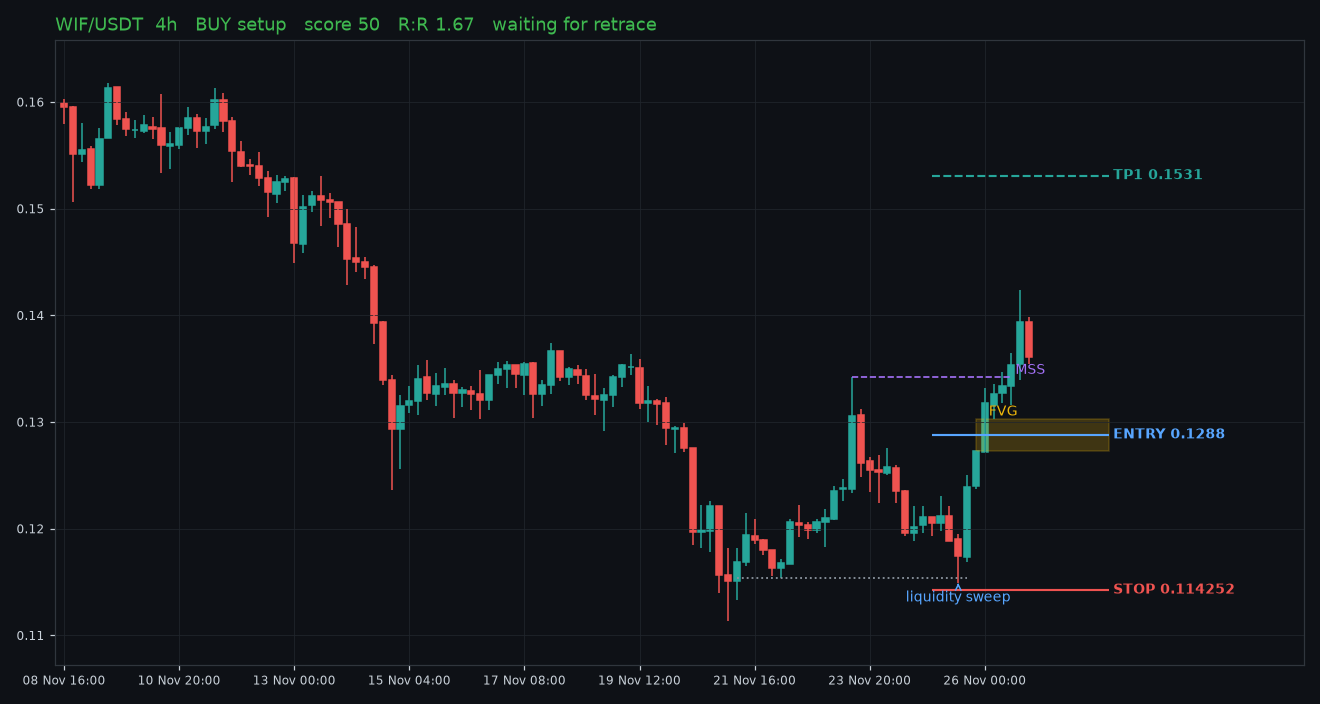 WIF/USDT  4h   BUY setup   score 50   R:R 1.67   waiting for retrace
0.16
0.15
0.14
0.13
0.12
0.11
TP1 0.1531
MSS
FVG
ENTRY 0.1288
STOP 0.114252
liquidity sweep
08 Nov 16:00
10 Nov 20:00
13 Nov 00:00
15 Nov 04:00
17 Nov 08:00
19 Nov 12:00
21 Nov 16:00
23 Nov 20:00
26 Nov 00:00